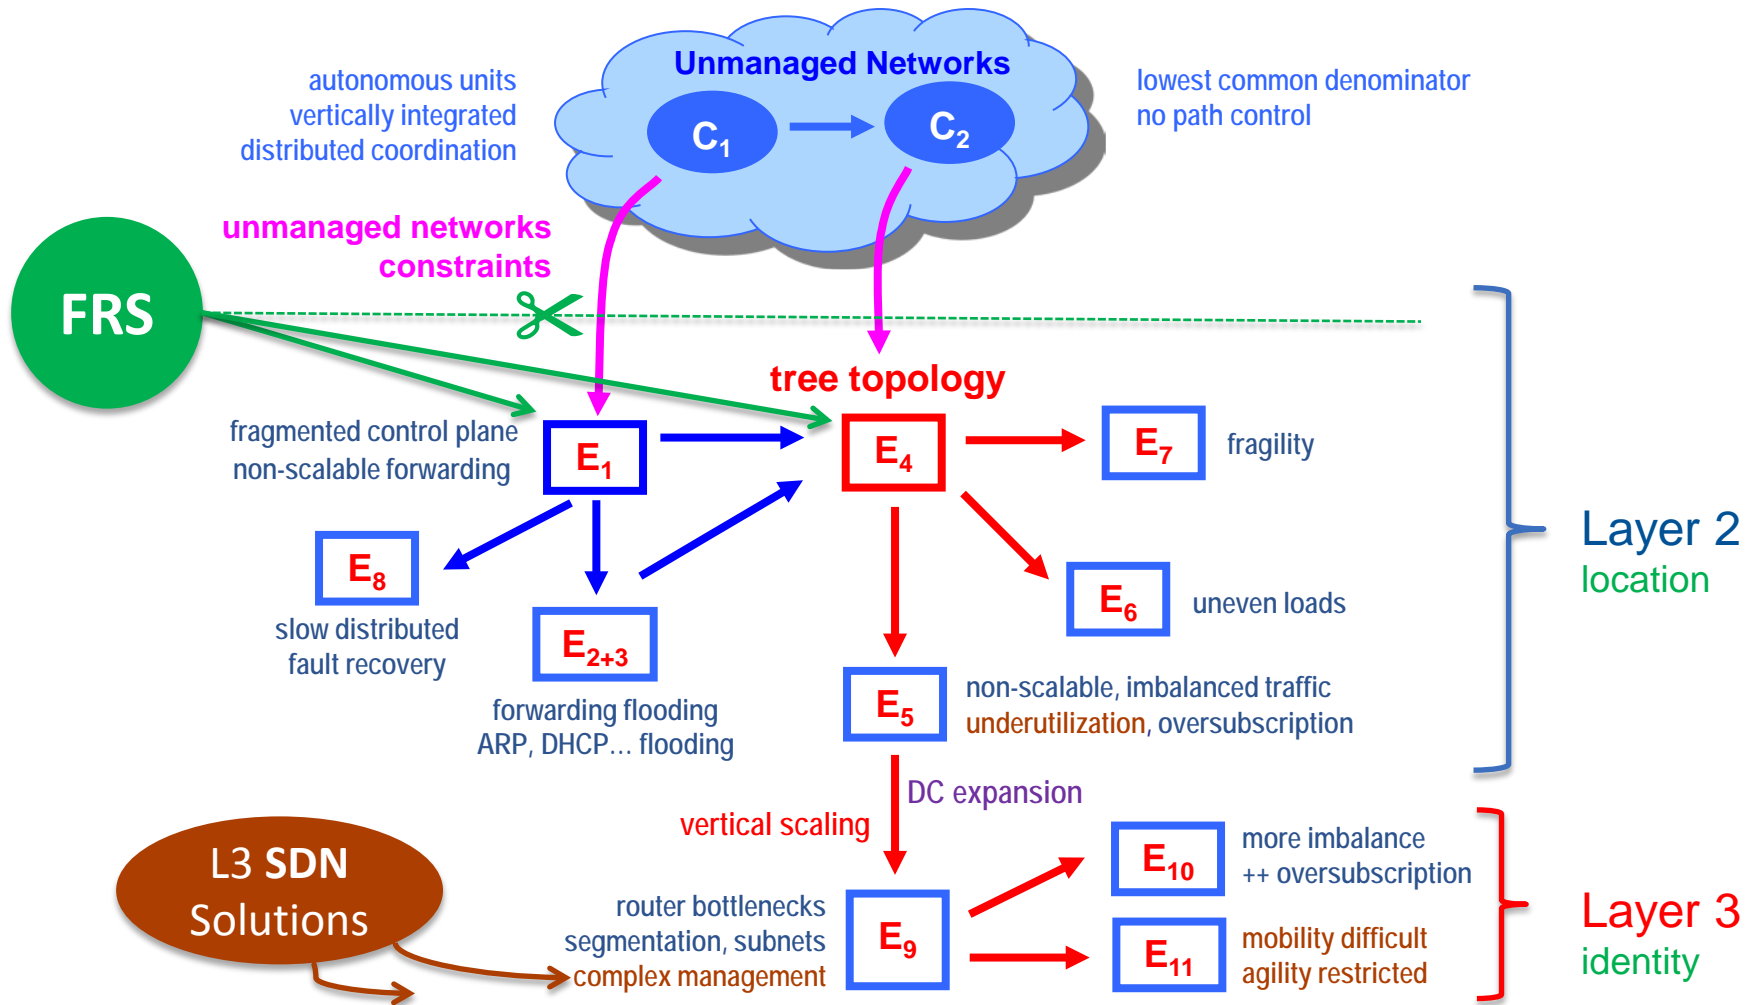 Unmanaged Networks
autonomous units
vertically integrated
distributed coordination
C1
C2
lowest common denominator
no path control
unmanaged networks
constraints
FRS
tree topology
fragmented control plane
non-scalable forwarding
E1
E4
E7
fragility
E8
slow distributed
fault recovery
E2+3
forwarding flooding
ARP, DHCP... flooding
E6
uneven loads
E5
non-scalable, imbalanced traffic
underutilization, oversubscription
Layer 2
location
DC expansion
vertical scaling
L3 SDN
Solutions
router bottlenecks
segmentation, subnets
complex management
E9
E10
more imbalance
++ oversubscription
E11
mobility difficult
agility restricted
Layer 3
identity